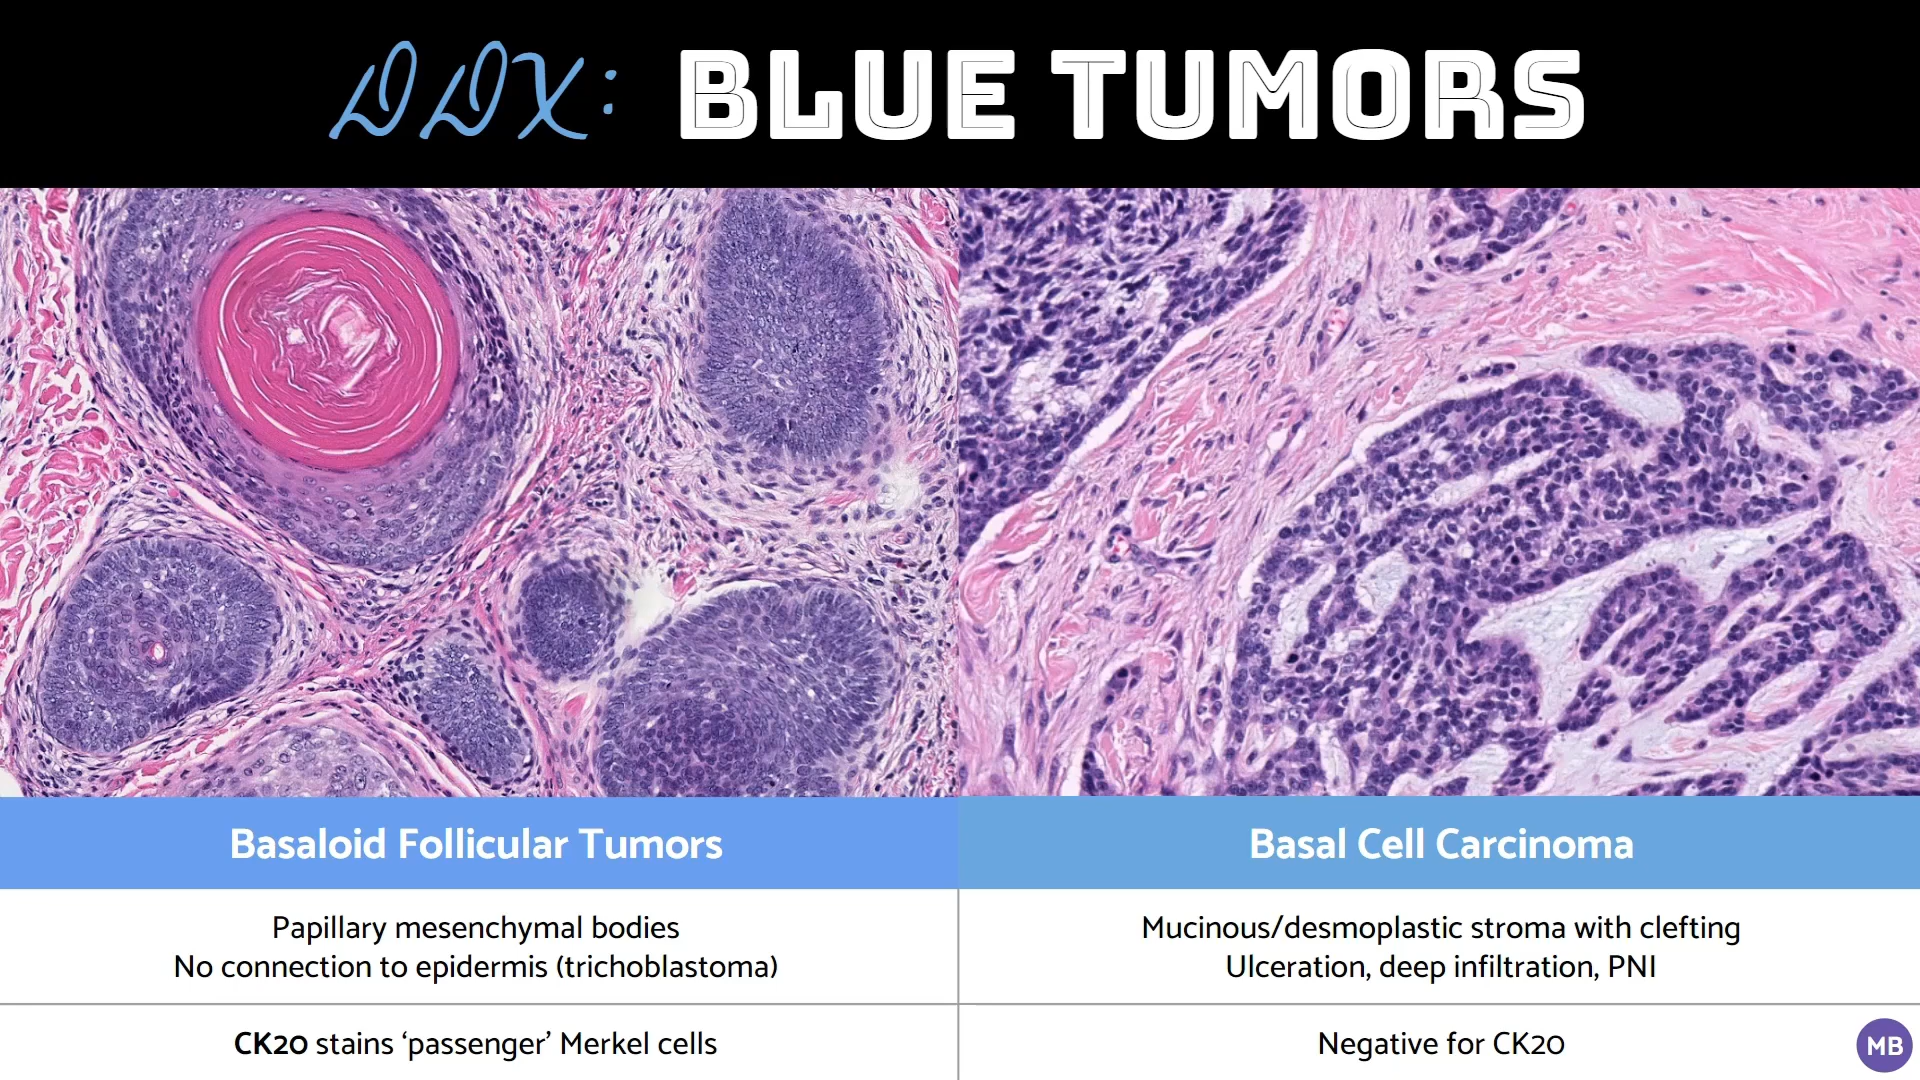 DDX: BLUE TUMORS
Basaloid Follicular Tumors
Basal Cell Carcinoma
Papillary mesenchymal bodies
No connection to epidermis (trichoblastoma)
Mucinous/desmoplastic stroma with clefting
Ulceration, deep infiltration, PNI
CK20 stains ‘passenger’ Merkel cells
Negative for CK20
MB